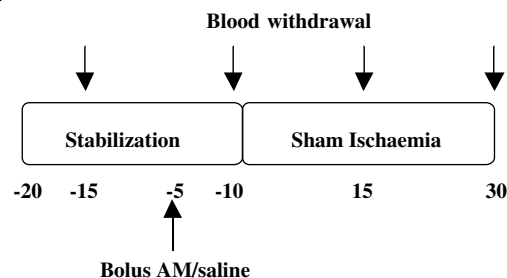 Blood withdrawal
Stabilization Sham Ischaemia
-20 -15 -5 -10 15 30
Bolus AM/saline